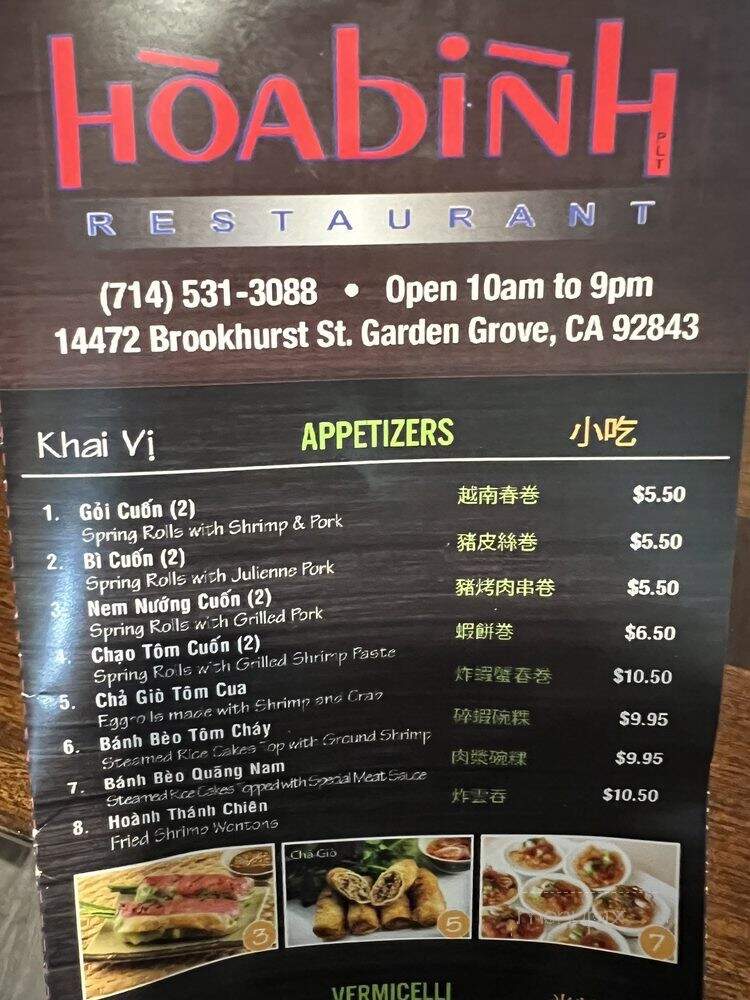 HÒA BÌNH
PLT
RESTAURANT
(714) 531-3088 • Open 10am to 9pm
14472 Brookhurst St. Garden Grove, CA 92843
Khai Vị APPETIZERS 小吃
1. Gỏi Cuốn (2) 越南春巻 $5.50
Spring Rolls with Shrimp & Pork
2. Bì Cuốn (2) 豬皮絲巻 $5.50
Spring Rolls with Julienne Pork
3. Nem Nướng Cuốn (2) 豬烤肉串卷 $5.50
Spring Rolls with Grilled Pork
4. Chạo Tôm Cuốn (2) 蝦餅巻 $6.50
Spring Rolls with Grilled Shrimp Paste
5. Chả Giò Tôm Cua 炸蝦蟹春卷 $10.50
Eggrolls made with Shrimp and Crab
6. Bánh Bèo Tôm Cháy 碎蝦碗粿 $9.95
Steamed Rice Cakes Top with Ground Shrimp
7. Bánh Bèo Quãng Nam 肉漿碗粿 $9.95
Steamed Rice Cakes Topped with Special Meat Sauce
8. Hoành Thánh Chiên 炸雲吞 $10.50
Fried Shrimp Wontons
3
Chả Giò
5
7
VERMICELLI